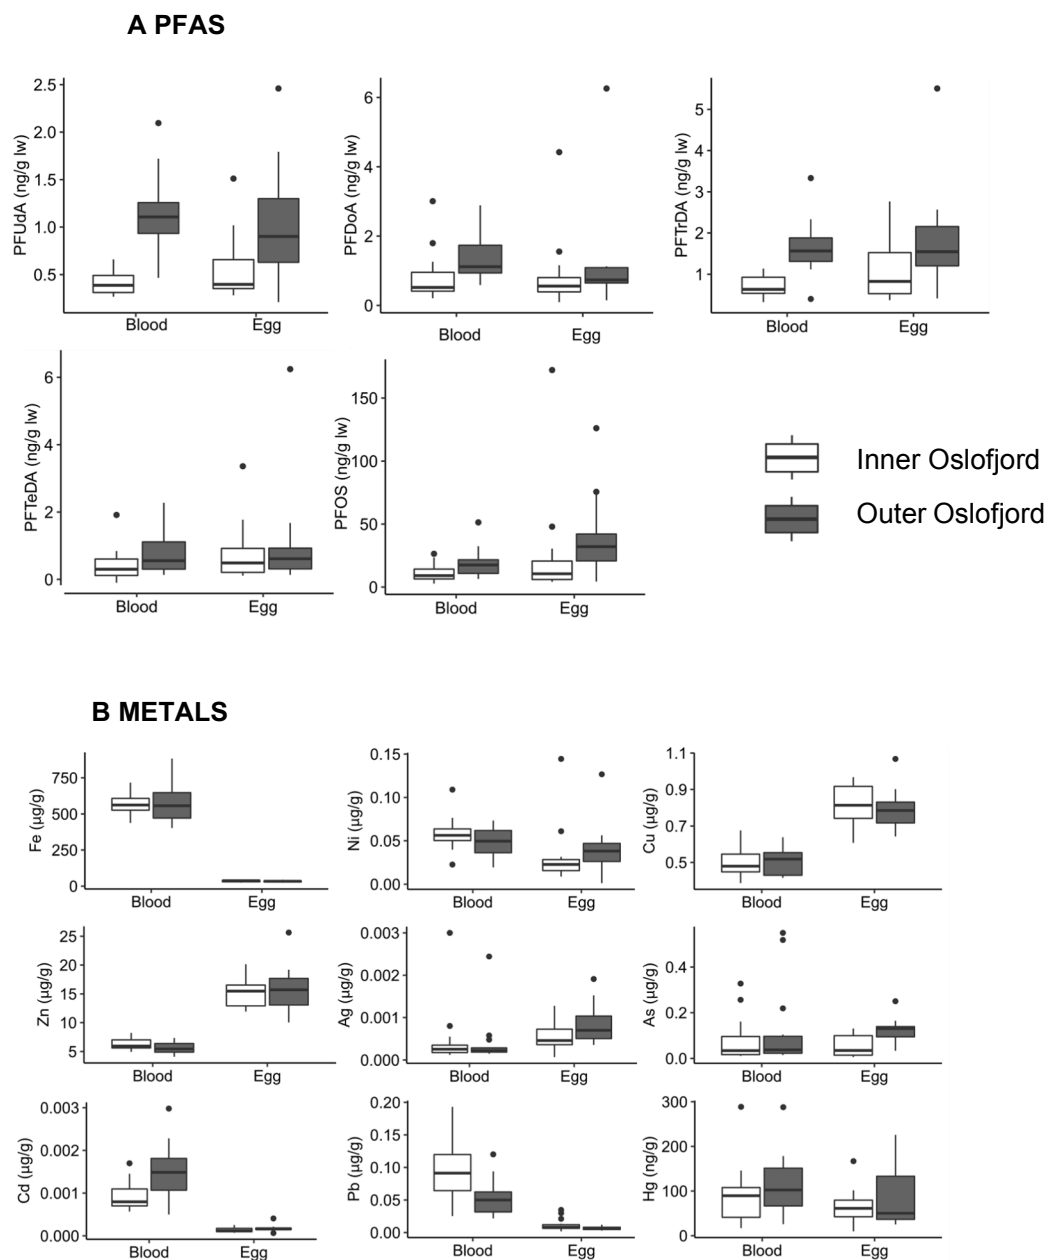 A PFAS
PFUdA (ng/g lw)
2.5
2.0
1.5
1.0
0.5
Blood Egg
PFDoA (ng/g lw)
6
4
2
0
Blood Egg
PFTrDA (ng/g lw)
5
4
3
2
1
Blood Egg
PFTeDA (ng/g lw)
6
4
2
0
Blood Egg
PFOS (ng/g lw)
150
100
50
0
Blood Egg
Inner Oslofjord
Outer Oslofjord
B METALS
Fe (µg/g)
750
500
250
0
Blood Egg
Ni (µg/g)
0.15
0.10
0.05
0.00
Blood Egg
Cu (µg/g)
1.1
0.9
0.7
0.5
Blood Egg
Zn (µg/g)
25
20
15
10
5
Blood Egg
Ag (µg/g)
0.003
0.002
0.001
0.000
Blood Egg
As (µg/g)
0.4
0.2
0.0
Blood Egg
Cd (µg/g)
0.003
0.002
0.001
0.000
Blood Egg
Pb (µg/g)
0.20
0.15
0.10
0.05
0.00
Blood Egg
Hg (ng/g)
300
200
100
0
Blood Egg